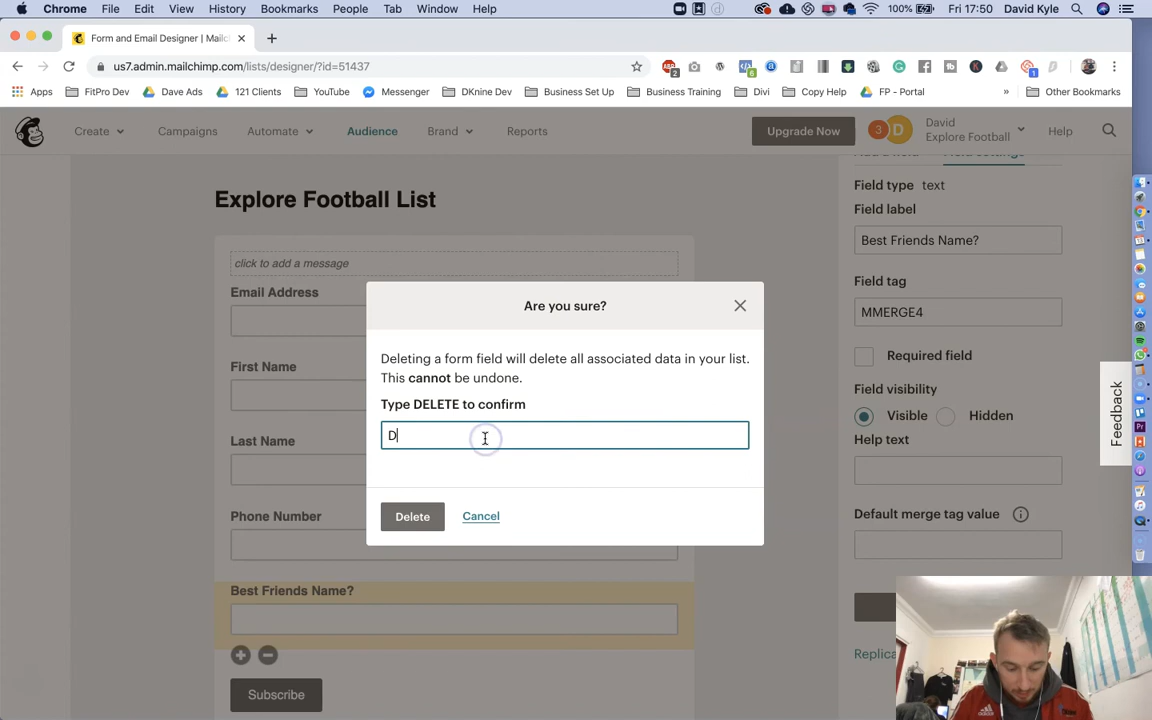 Chrome File Edit View History Bookmarks People Tab Window Help 100% Fri 17:50 David Kyle
Form and Email Designer | Mailc
us7.admin.mailchimp.com/lists/designer/?id=51437
Apps FitPro Dev Dave Ads 121 Clients YouTube Messenger DKnine Dev Business Set Up Business Training Divi Copy Help FP - Portal » Other Bookmarks
Create Campaigns Automate Audience Brand Reports Upgrade Now 3 D David Help
Explore Football
Field settings
Explore Football List
Field type text
Field label
Best Friends Name?
click to add a message
Email Address
Field tag
MMERGE4
Are you sure?
Deleting a form field will delete all associated data in your list.
This cannot be undone.
Type DELETE to confirm
D
Delete Cancel
First Name
Last Name
Phone Number
Best Friends Name?
Subscribe
Required field
Field visibility
Visible Hidden
Help text
Default merge tag value
Replica
Feedback